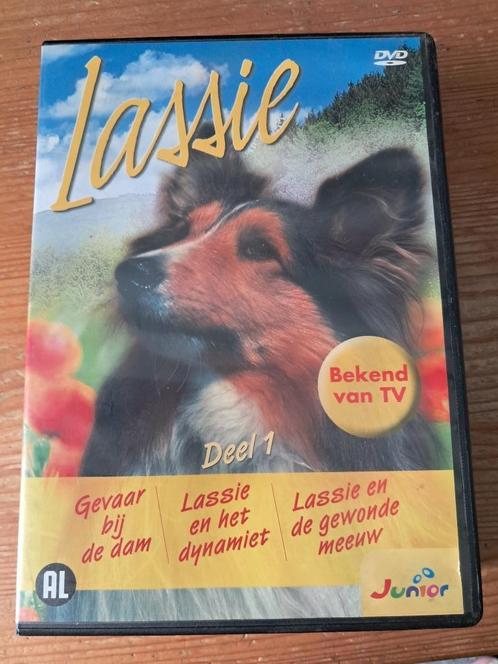 DVD
Lassie
Bekend
van TV
Deel 1
Gevaar
bij
de dam
Lassie
en het
dynamiet
Lassie en
de gewonde
meeuw
AL
Junior